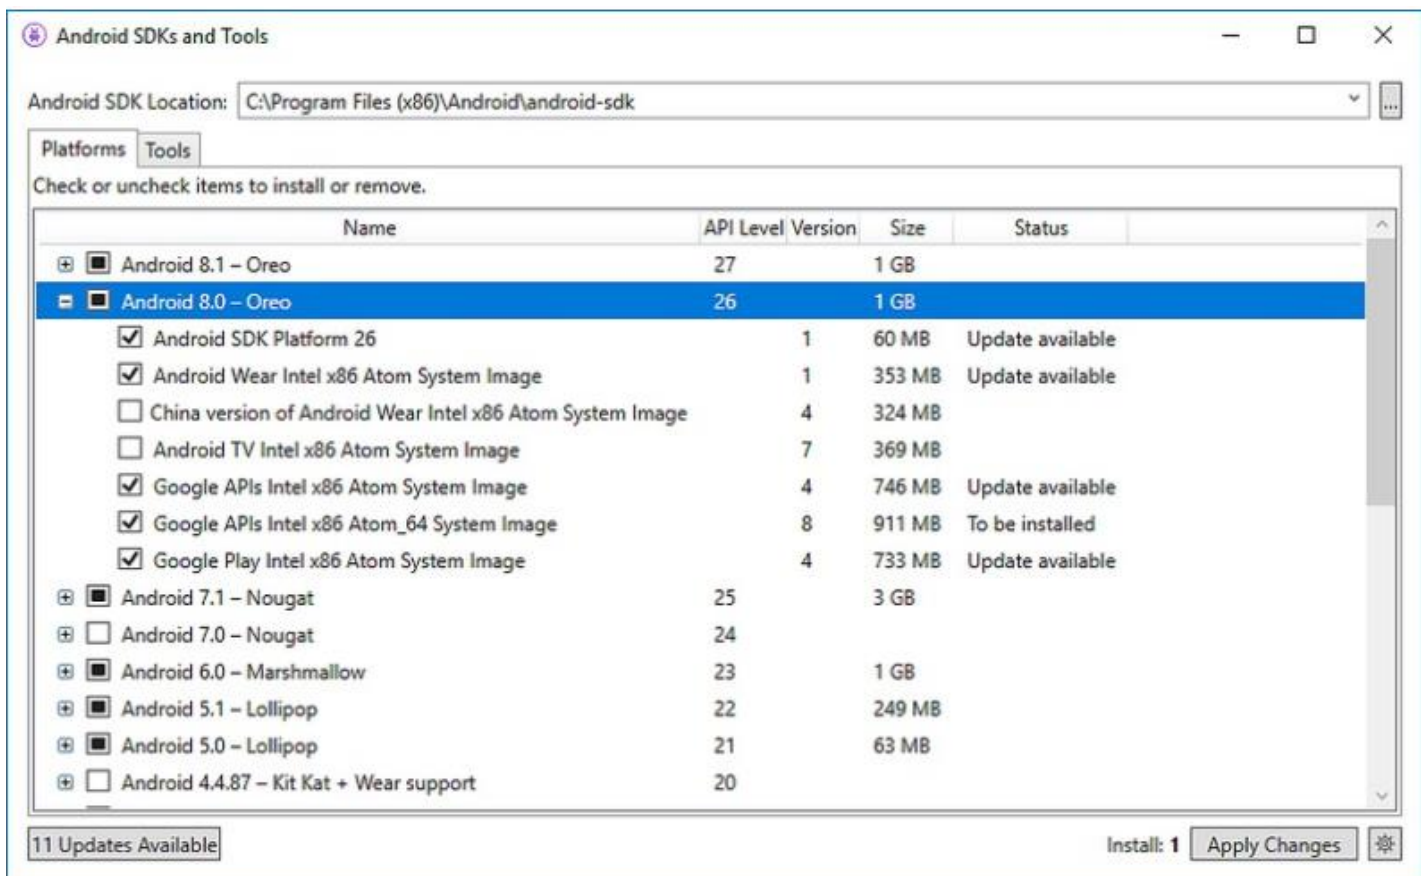 Android SDKs and Tools
Android SDK Location: C:\Program Files (x86)\Android\android-sdk ...
Platforms Tools
Check or uncheck items to install or remove.
Name API Level Version Size Status
Android 8.1 – Oreo 27 1 GB
Android 8.0 – Oreo 26 1 GB
Android SDK Platform 26 1 60 MB Update available
Android Wear Intel x86 Atom System Image 1 353 MB Update available
China version of Android Wear Intel x86 Atom System Image 4 324 MB
Android TV Intel x86 Atom System Image 7 369 MB
Google APIs Intel x86 Atom System Image 4 746 MB Update available
Google APIs Intel x86 Atom_64 System Image 8 911 MB To be installed
Google Play Intel x86 Atom System Image 4 733 MB Update available
Android 7.1 – Nougat 25 3 GB
Android 7.0 – Nougat 24
Android 6.0 – Marshmallow 23 1 GB
Android 5.1 – Lollipop 22 249 MB
Android 5.0 – Lollipop 21 63 MB
Android 4.4.87 – Kit Kat + Wear support 20
11 Updates Available Install: 1 Apply Changes